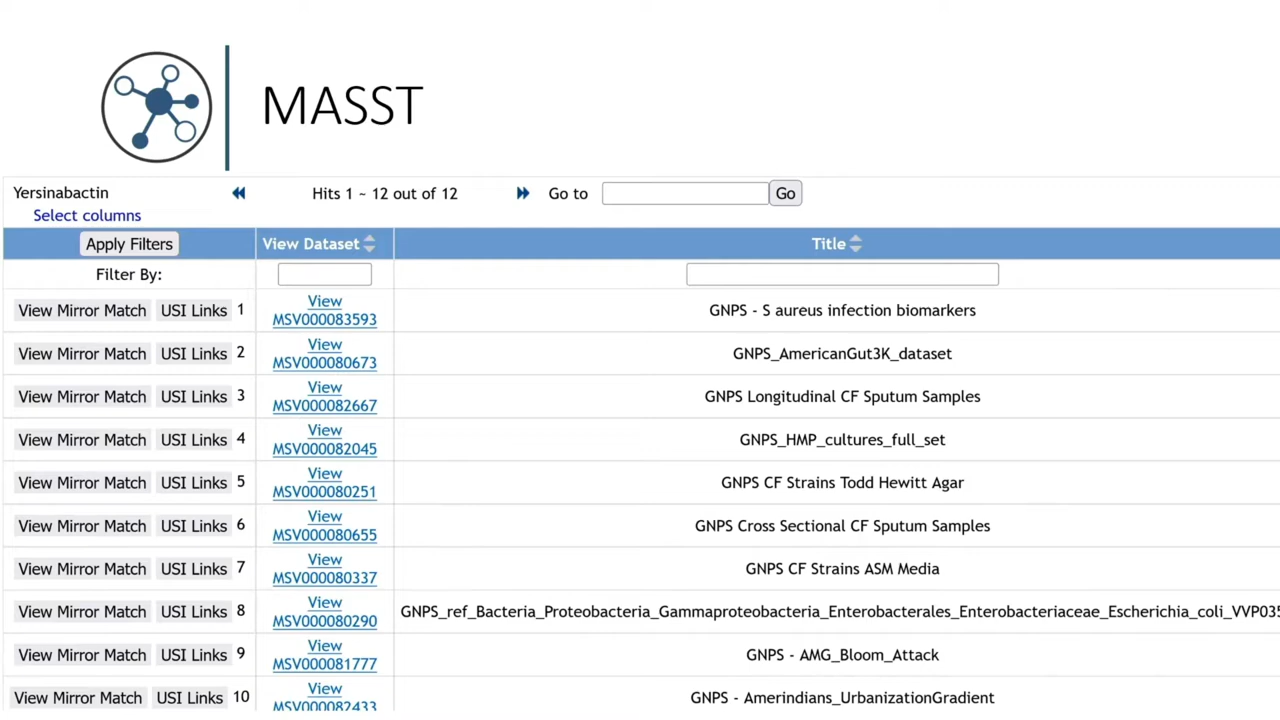 MASST
Yersinabactin Hits 1 ~ 12 out of 12 Go to Go
Select columns
Apply Filters View Dataset Title
Filter By:
View Mirror Match USI Links 1 View MSV000083593 GNPS - S aureus infection biomarkers
View Mirror Match USI Links 2 View MSV000080673 GNPS_AmericanGut3K_dataset
View Mirror Match USI Links 3 View MSV000082667 GNPS Longitudinal CF Sputum Samples
View Mirror Match USI Links 4 View MSV000082045 GNPS_HMP_cultures_full_set
View Mirror Match USI Links 5 View MSV000080251 GNPS CF Strains Todd Hewitt Agar
View Mirror Match USI Links 6 View MSV000080655 GNPS Cross Sectional CF Sputum Samples
View Mirror Match USI Links 7 View MSV000080337 GNPS CF Strains ASM Media
View Mirror Match USI Links 8 View MSV000080290 GNPS_ref_Bacteria_Proteobacteria_Gammaproteobacteria_Enterobacterales_Enterobacteriaceae_Escherichia_coli_VVP035
View Mirror Match USI Links 9 View MSV000081777 GNPS - AMG_Bloom_Attack
View Mirror Match USI Links 10 View MSV000082433 GNPS - Amerindians_UrbanizationGradient